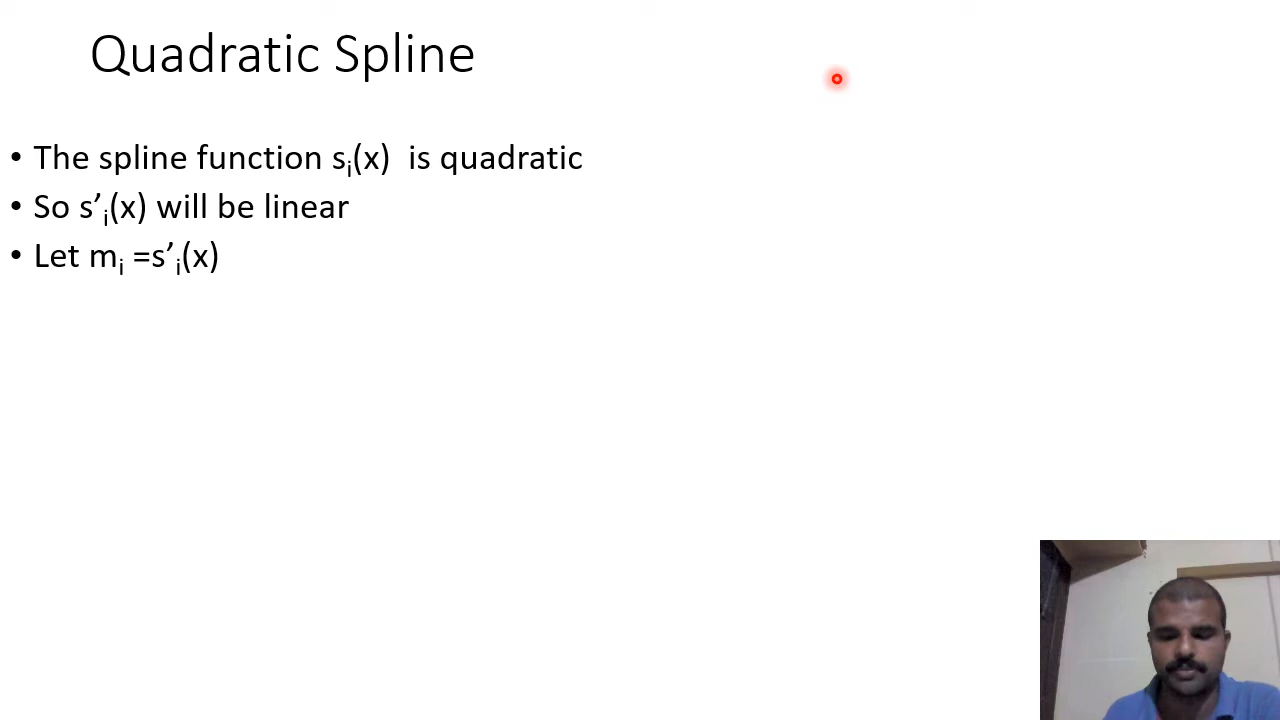 Quadratic Spline
• The spline function sᵢ(x) is quadratic
• So s’ᵢ(x) will be linear
• Let mᵢ =s’ᵢ(x)